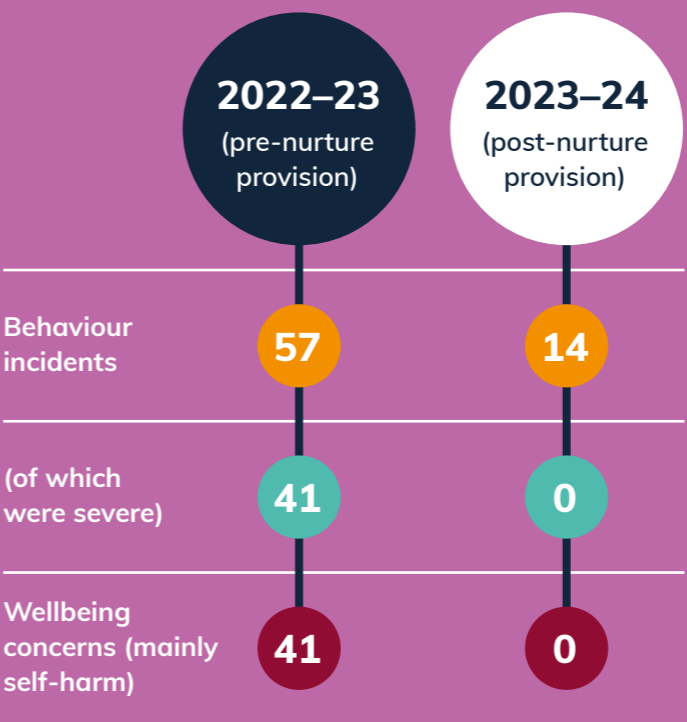 2022–23
(pre-nurture
provision)
2023–24
(post-nurture
provision)
Behaviour
incidents
57
14
(of which
were severe)
41
0
Wellbeing
concerns (mainly
self-harm)
41
0